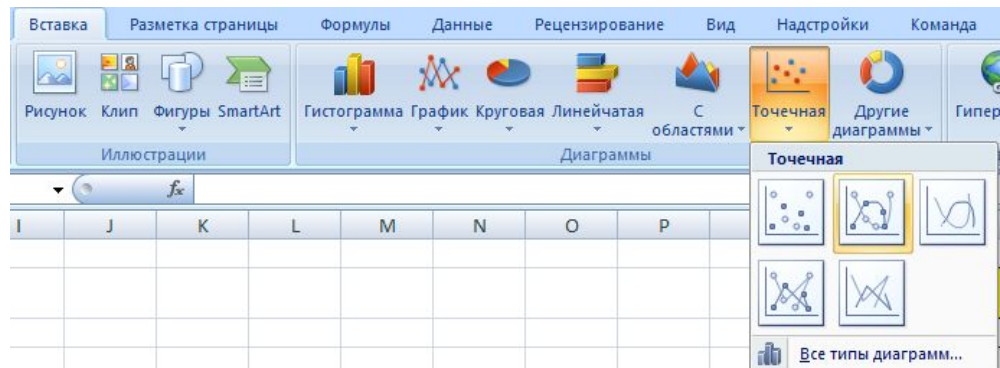 Вставка Разметка страницы Формулы Данные Рецензирование Вид Надстройки Команда
Рисунок Клип Фигуры SmartArt Гистограмма График Круговая Линейчатая С областями Точечная Другие диаграммы
Иллюстрации Диаграммы
Точечная
fx
I J K L M N O P
Все типы диаграмм...